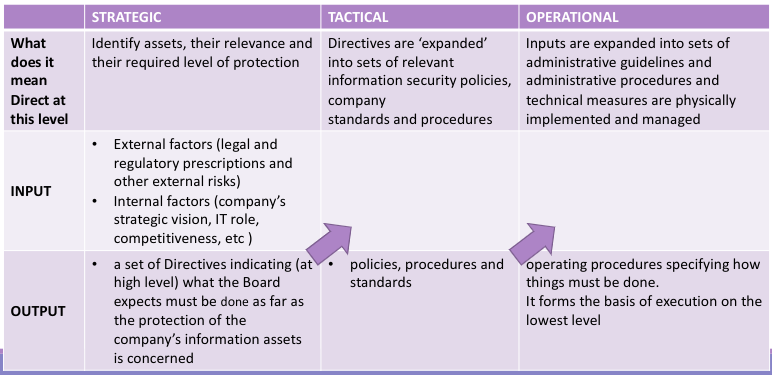 STRATEGIC
TACTICAL
OPERATIONAL
What
does it
mean
Direct at
this level
Identify assets, their relevance and
their required level of protection
Directives are ‘expanded’
into sets of relevant
information security policies,
company
standards and procedures
Inputs are expanded into sets of
administrative guidelines and
administrative procedures and
technical measures are physically
implemented and managed
INPUT
• External factors (legal and
regulatory prescriptions and
other external risks)
• Internal factors (company’s
strategic vision, IT role,
competitiveness, etc )
OUTPUT
• a set of Directives indicating (at
high level) what the Board
expects must be done as far as
the protection of the
company’s information assets
is concerned
• policies, procedures and
standards
operating procedures specifying how
things must be done.
It forms the basis of execution on the
lowest level